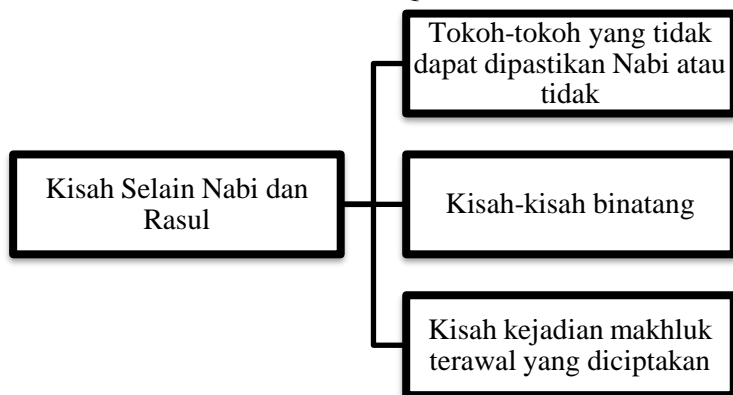 Kisah Selain Nabi dan
Rasul
Tokoh-tokoh yang tidak
dapat dipastikan Nabi atau
tidak
Kisah-kisah binatang
Kisah kejadian makhluk
terawal yang diciptakan